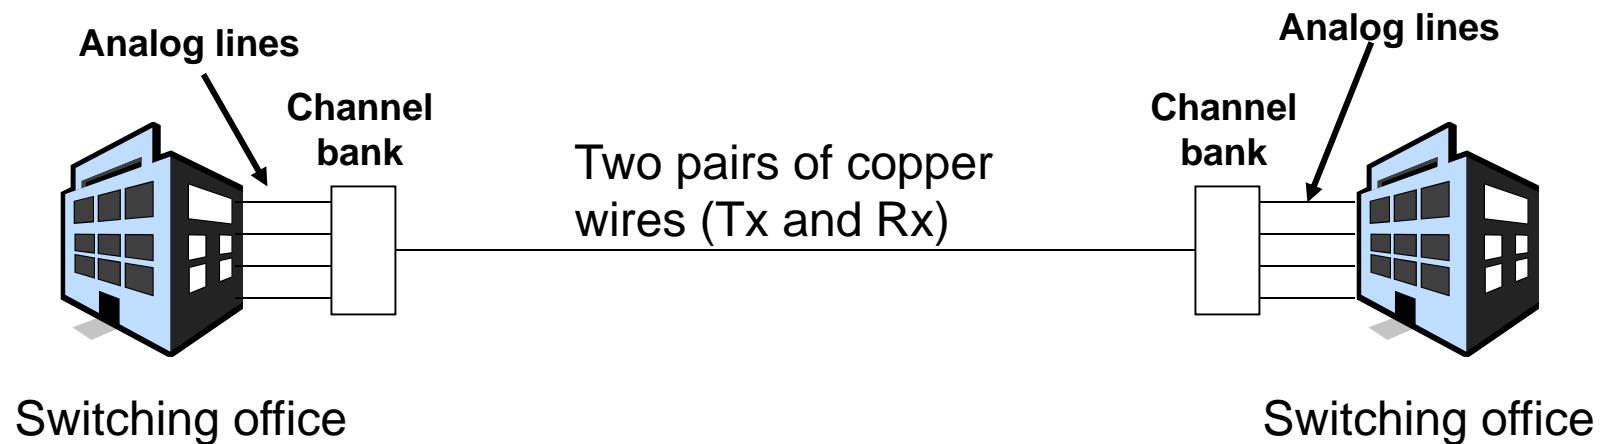 Analog lines
Analog lines
Channel
bank
Channel
bank
Two pairs of copper
wires (Tx and Rx)
Switching office
Switching office